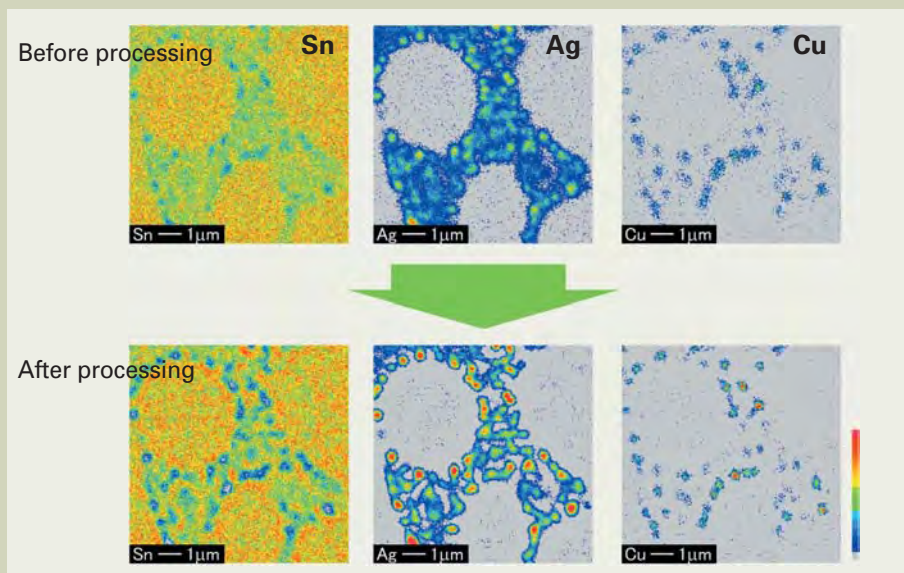 Before processing
Sn
Ag
Cu
Sn 1μm
Ag 1μm
Cu 1μm
After processing
Sn 1μm
Ag 1μm
Cu 1μm